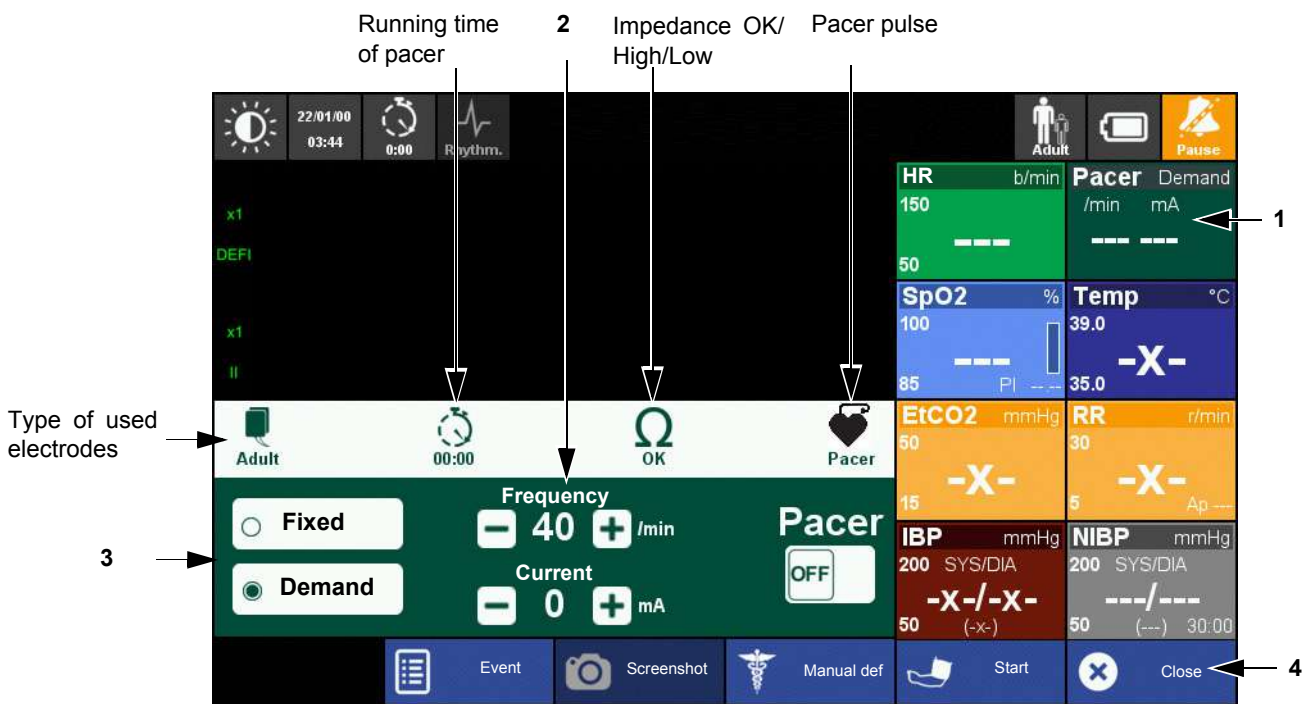 Running time of pacer
2
Impedance OK/ High/Low
Pacer pulse
22/01/00
03:44
0:00
Rhythm.
Adult
Pause
x1
DEFI
x1
II
HR b/min
150
---
50
Pacer Demand
/min mA
--- ---
1
SpO2 %
100
---
85 PI -- --
Temp °C
39.0
-X-
35.0
Type of used electrodes
Adult
00:00
Ω
OK
Pacer
EtCO2 mmHg
50
-X-
15
RR r/min
30
-X-
5 Ap ---
3
Fixed
Demand
Frequency
- 40 + /min
Current
- 0 + mA
Pacer
OFF
IBP mmHg
200 SYS/DIA
-X-/-X-
50 (-x-)
NIBP mmHg
200 SYS/DIA
---/---
50 (---) 30:00
Event
Screenshot
Manual def
Start
Close
4